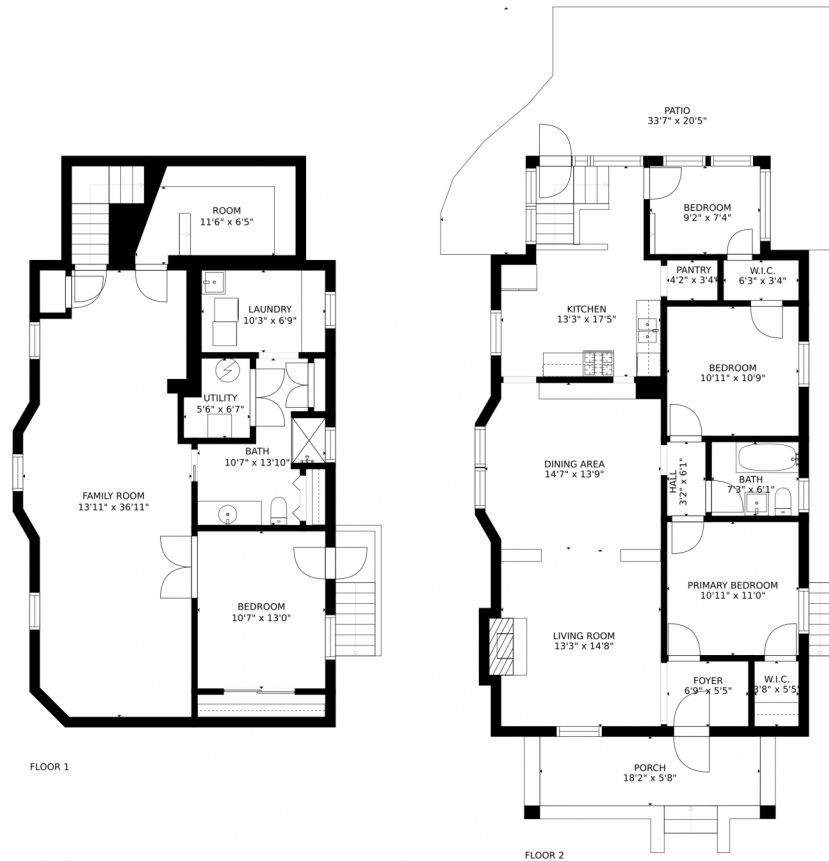 ROOM
11'6" x 6'5"
LAUNDRY
10'3" x 6'9"
UTILITY
5'6" x 6'7"
BATH
10'7" x 13'10"
FAMILY ROOM
13'11" x 36'11"
BEDROOM
10'7" x 13'0"
FLOOR 1
PATIO
33'7" x 20'5"
BEDROOM
9'2" x 7'4"
PANTRY
4'2" x 3'4"
W.I.C.
6'3" x 3'4"
KITCHEN
13'3" x 17'5"
BEDROOM
10'11" x 10'9"
DINING AREA
14'7" x 13'9"
HALL
3'2" x 6'1"
BATH
7'3" x 6'1"
PRIMARY BEDROOM
10'11" x 11'0"
LIVING ROOM
13'3" x 14'8"
FOYER
6'9" x 5'5"
W.I.C.
3'8" x 5'5"
PORCH
18'2" x 5'8"
FLOOR 2